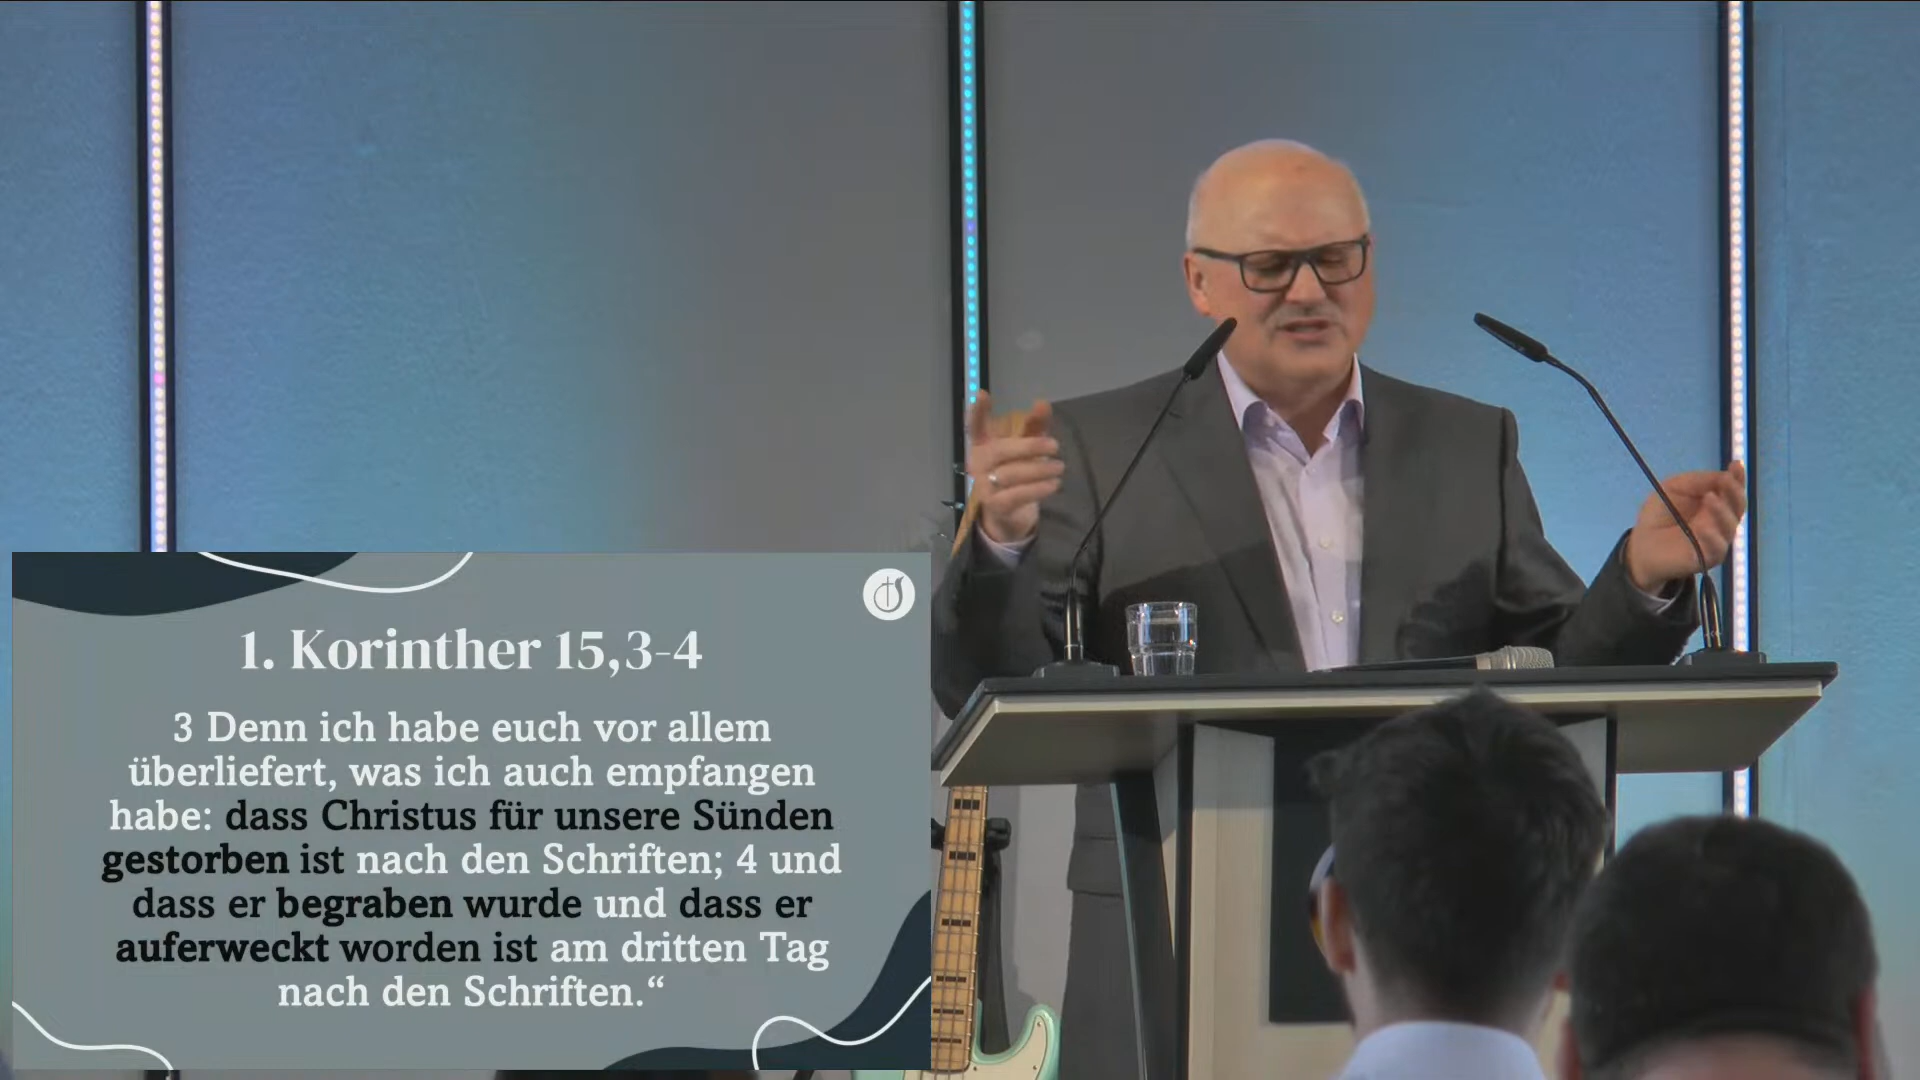 1. Korinther 15,3-4
3 Denn ich habe euch vor allem
überliefert, was ich auch empfangen
habe: dass Christus für unsere Sünden
gestorben ist nach den Schriften; 4 und
dass er begraben wurde und dass er
auferweckt worden ist am dritten Tag
nach den Schriften.“